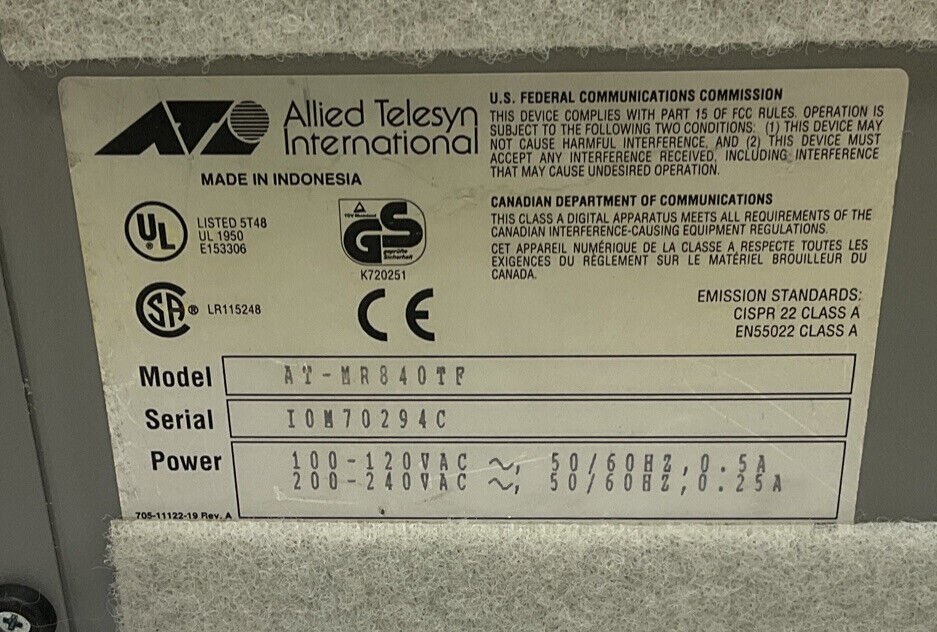 Allied Telesyn
International
MADE IN INDONESIA
U.S. FEDERAL COMMUNICATIONS COMMISSION
THIS DEVICE COMPLIES WITH PART 15 OF FCC RULES. OPERATION IS
SUBJECT TO THE FOLLOWING TWO CONDITIONS: (1) THIS DEVICE MAY
NOT CAUSE HARMFUL INTERFERENCE, AND (2) THIS DEVICE MUST
ACCEPT ANY INTERFERENCE RECEIVED, INCLUDING INTERFERENCE
THAT MAY CAUSE UNDESIRED OPERATION.
CANADIAN DEPARTMENT OF COMMUNICATIONS
THIS CLASS A DIGITAL APPARATUS MEETS ALL REQUIREMENTS OF THE
CANADIAN INTERFERENCE-CAUSING EQUIPMENT REGULATIONS.
CET APPAREIL NUMÉRIQUE DE LA CLASSE A RESPECTE TOUTES LES
EXIGENCES DU RÈGLEMENT SUR LE MATÉRIEL BROUILLEUR DU
CANADA.
UL ®
LISTED 5T48
UL 1950
E153306
GS
geprüfte
Sicherheit
K720251
SA ® LR115248
CE
EMISSION STANDARDS:
CISPR 22 CLASS A
EN55022 CLASS A
Model AT-MR840TF
Serial IOM70294C
Power 100-120VAC ~, 50/60HZ, 0.5A
200-240VAC ~, 50/60HZ, 0.25A
705-11122-19 Rev. A